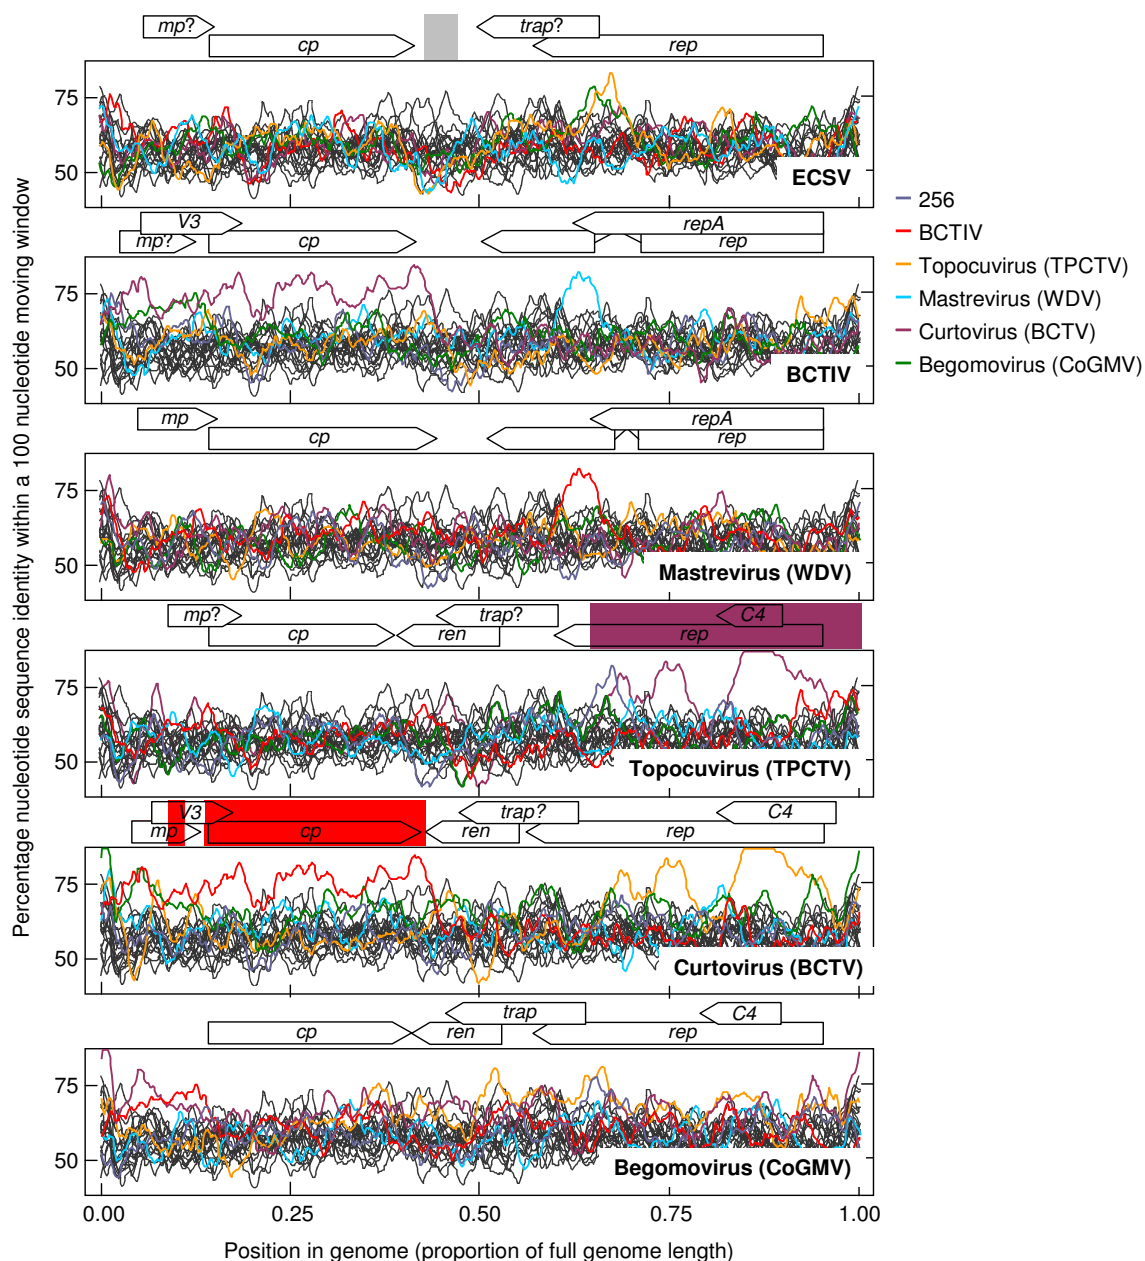 mp?
trap?
cp
rep
75
50
ECSV
V3
repA
mp?
cp
rep
75
50
BCTIV
mp
repA
cp
rep
75
50
Mastrevirus (WDV)
mp?
trap?
C4
cp
ren
rep
75
50
Topocuvirus (TPCTV)
V3
trap?
C4
mp
cp
ren
rep
75
50
Curtovirus (BCTV)
trap
C4
cp
ren
rep
75
50
Begomovirus (CoGMV)
0.00
0.25
0.50
0.75
1.00
Position in genome (proportion of full genome length)
Percentage nucleotide sequence identity within a 100 nucleotide moving window
256
BCTIV
Topocuvirus (TPCTV)
Mastrevirus (WDV)
Curtovirus (BCTV)
Begomovirus (CoGMV)